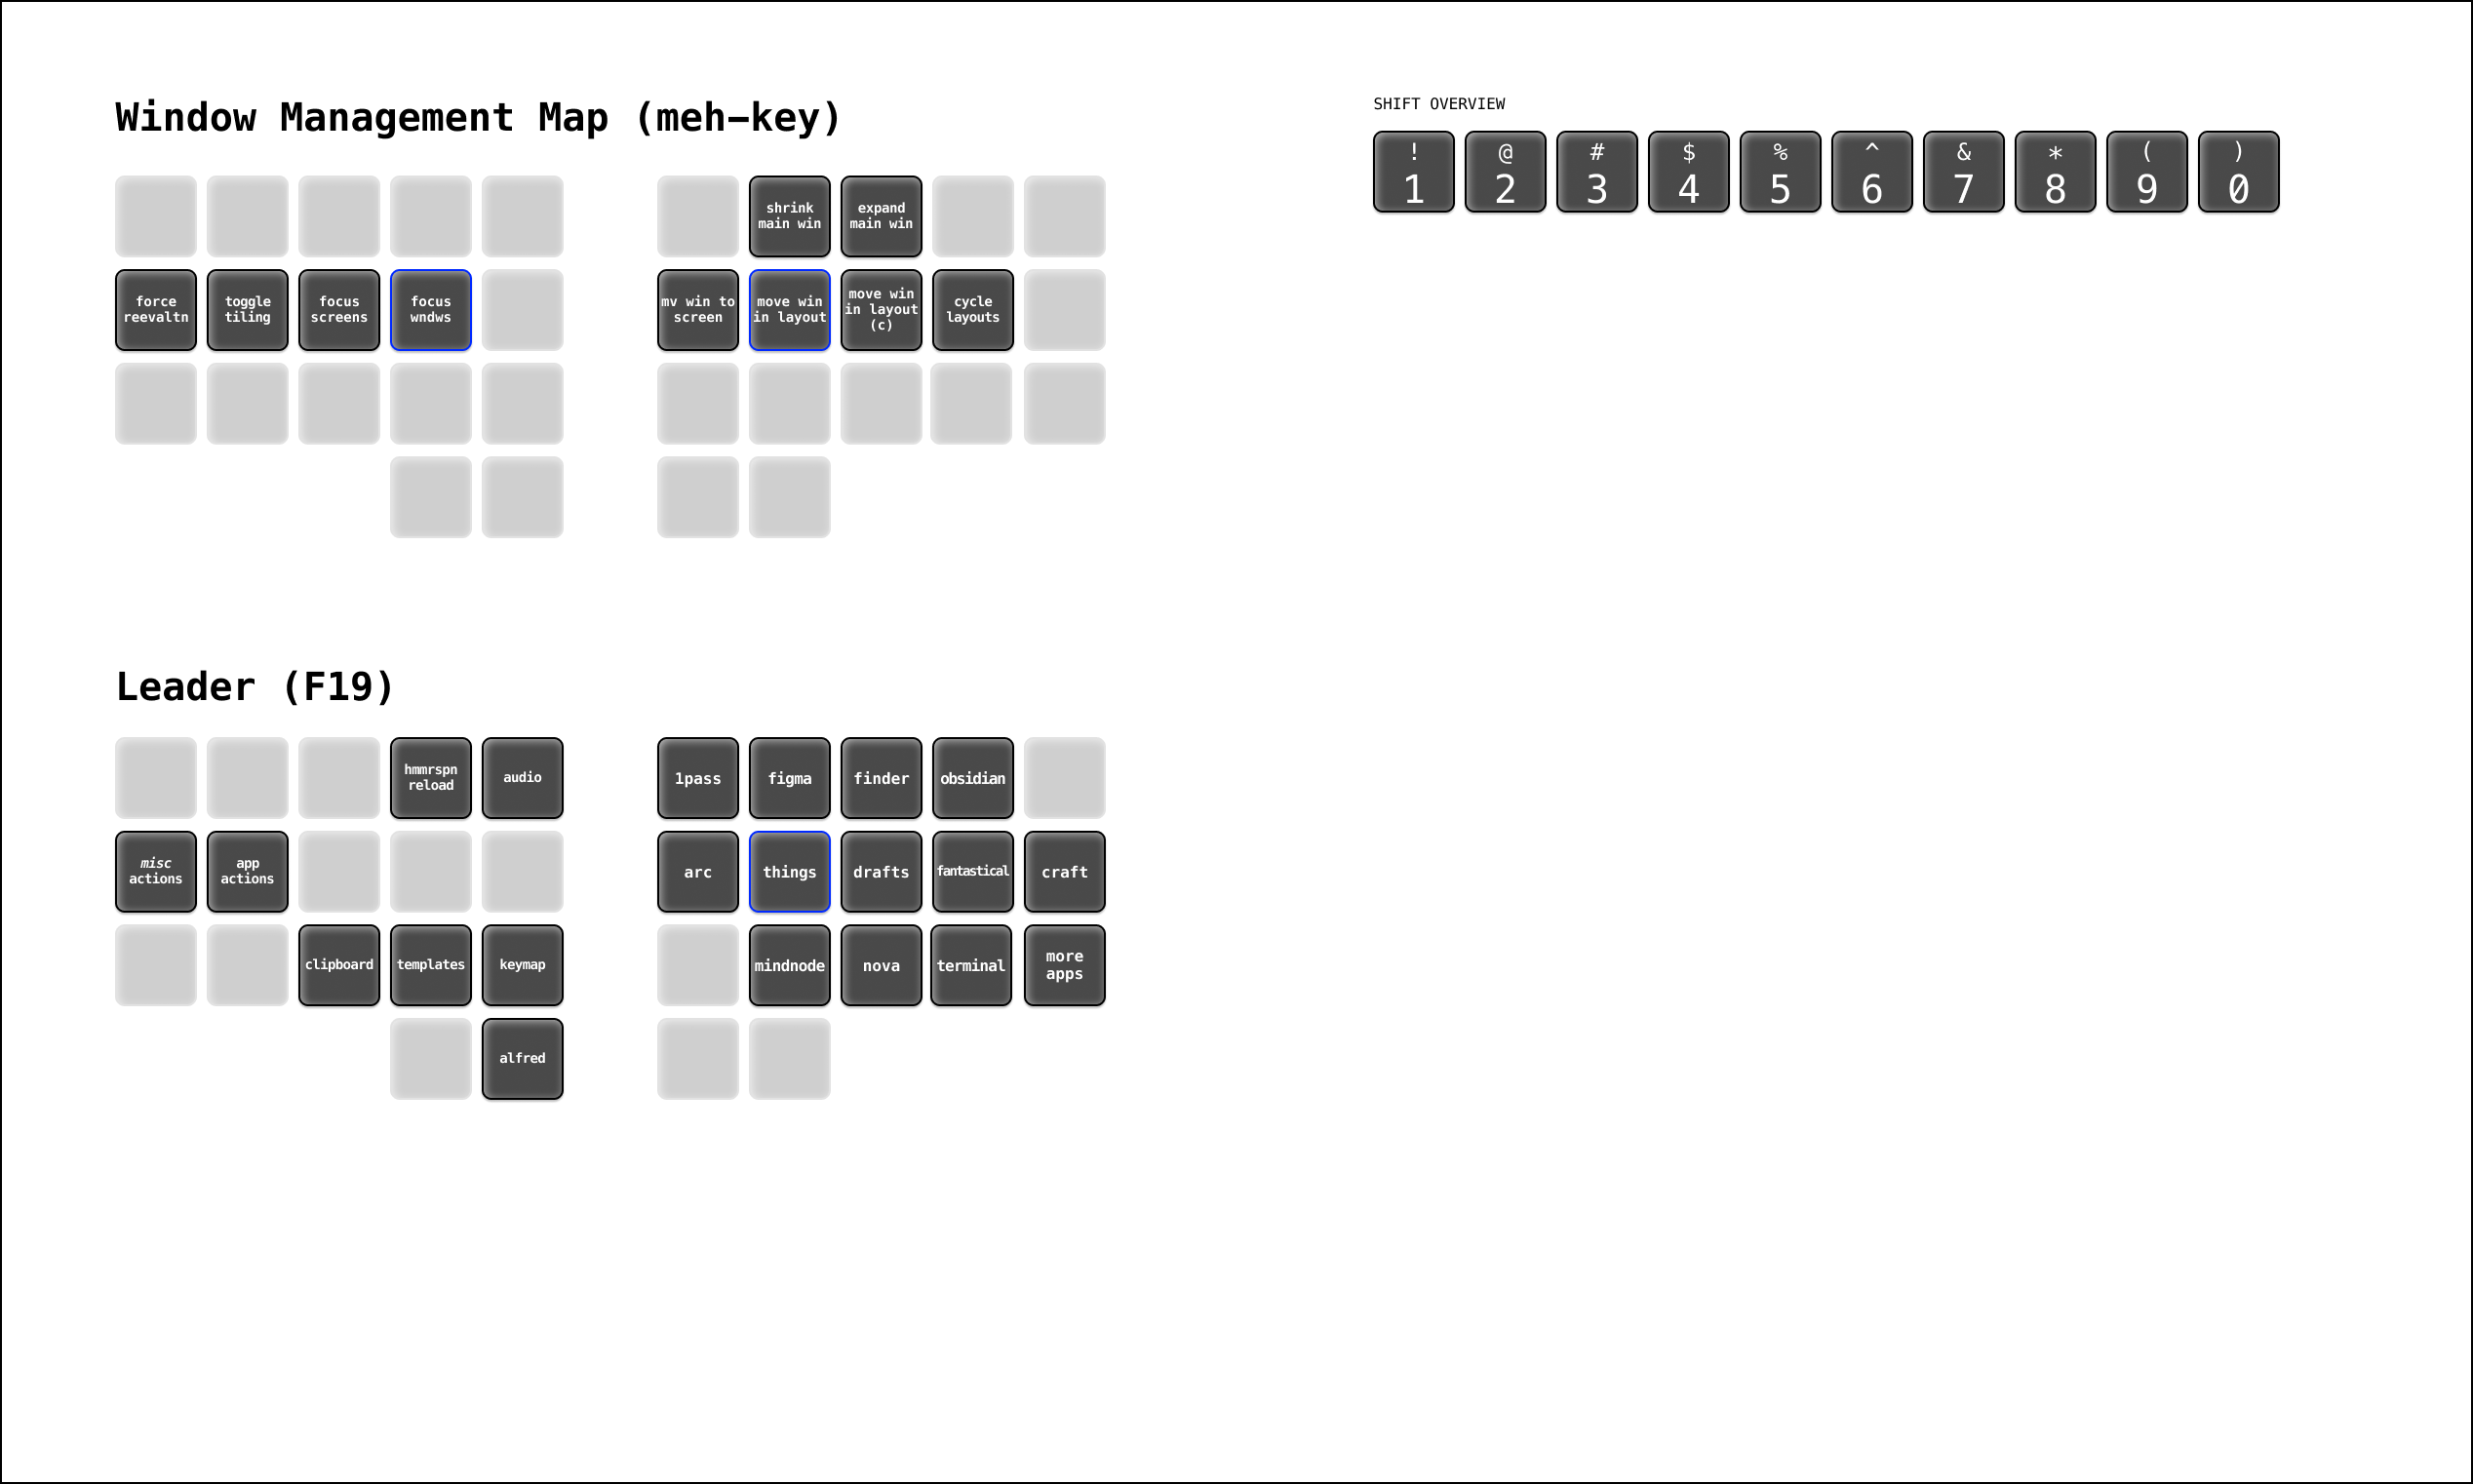 Window Management Map (meh–key)
shrink
main win
expand
main win
force
reevaltn
toggle
tiling
focus
screens
focus
wndws
mv win to
screen
move win
in layout
move win
in layout
(c)
cycle
layouts
Leader (F19)
hmmrspn
reload
audio
1pass
figma
finder
obsidian
misc
actions
app
actions
arc
things
drafts
fantastical
craft
clipboard
templates
keymap
mindnode
nova
terminal
more
apps
alfred
SHIFT OVERVIEW
! @ # $ % ^ & * ( )
1 2 3 4 5 6 7 8 9 0